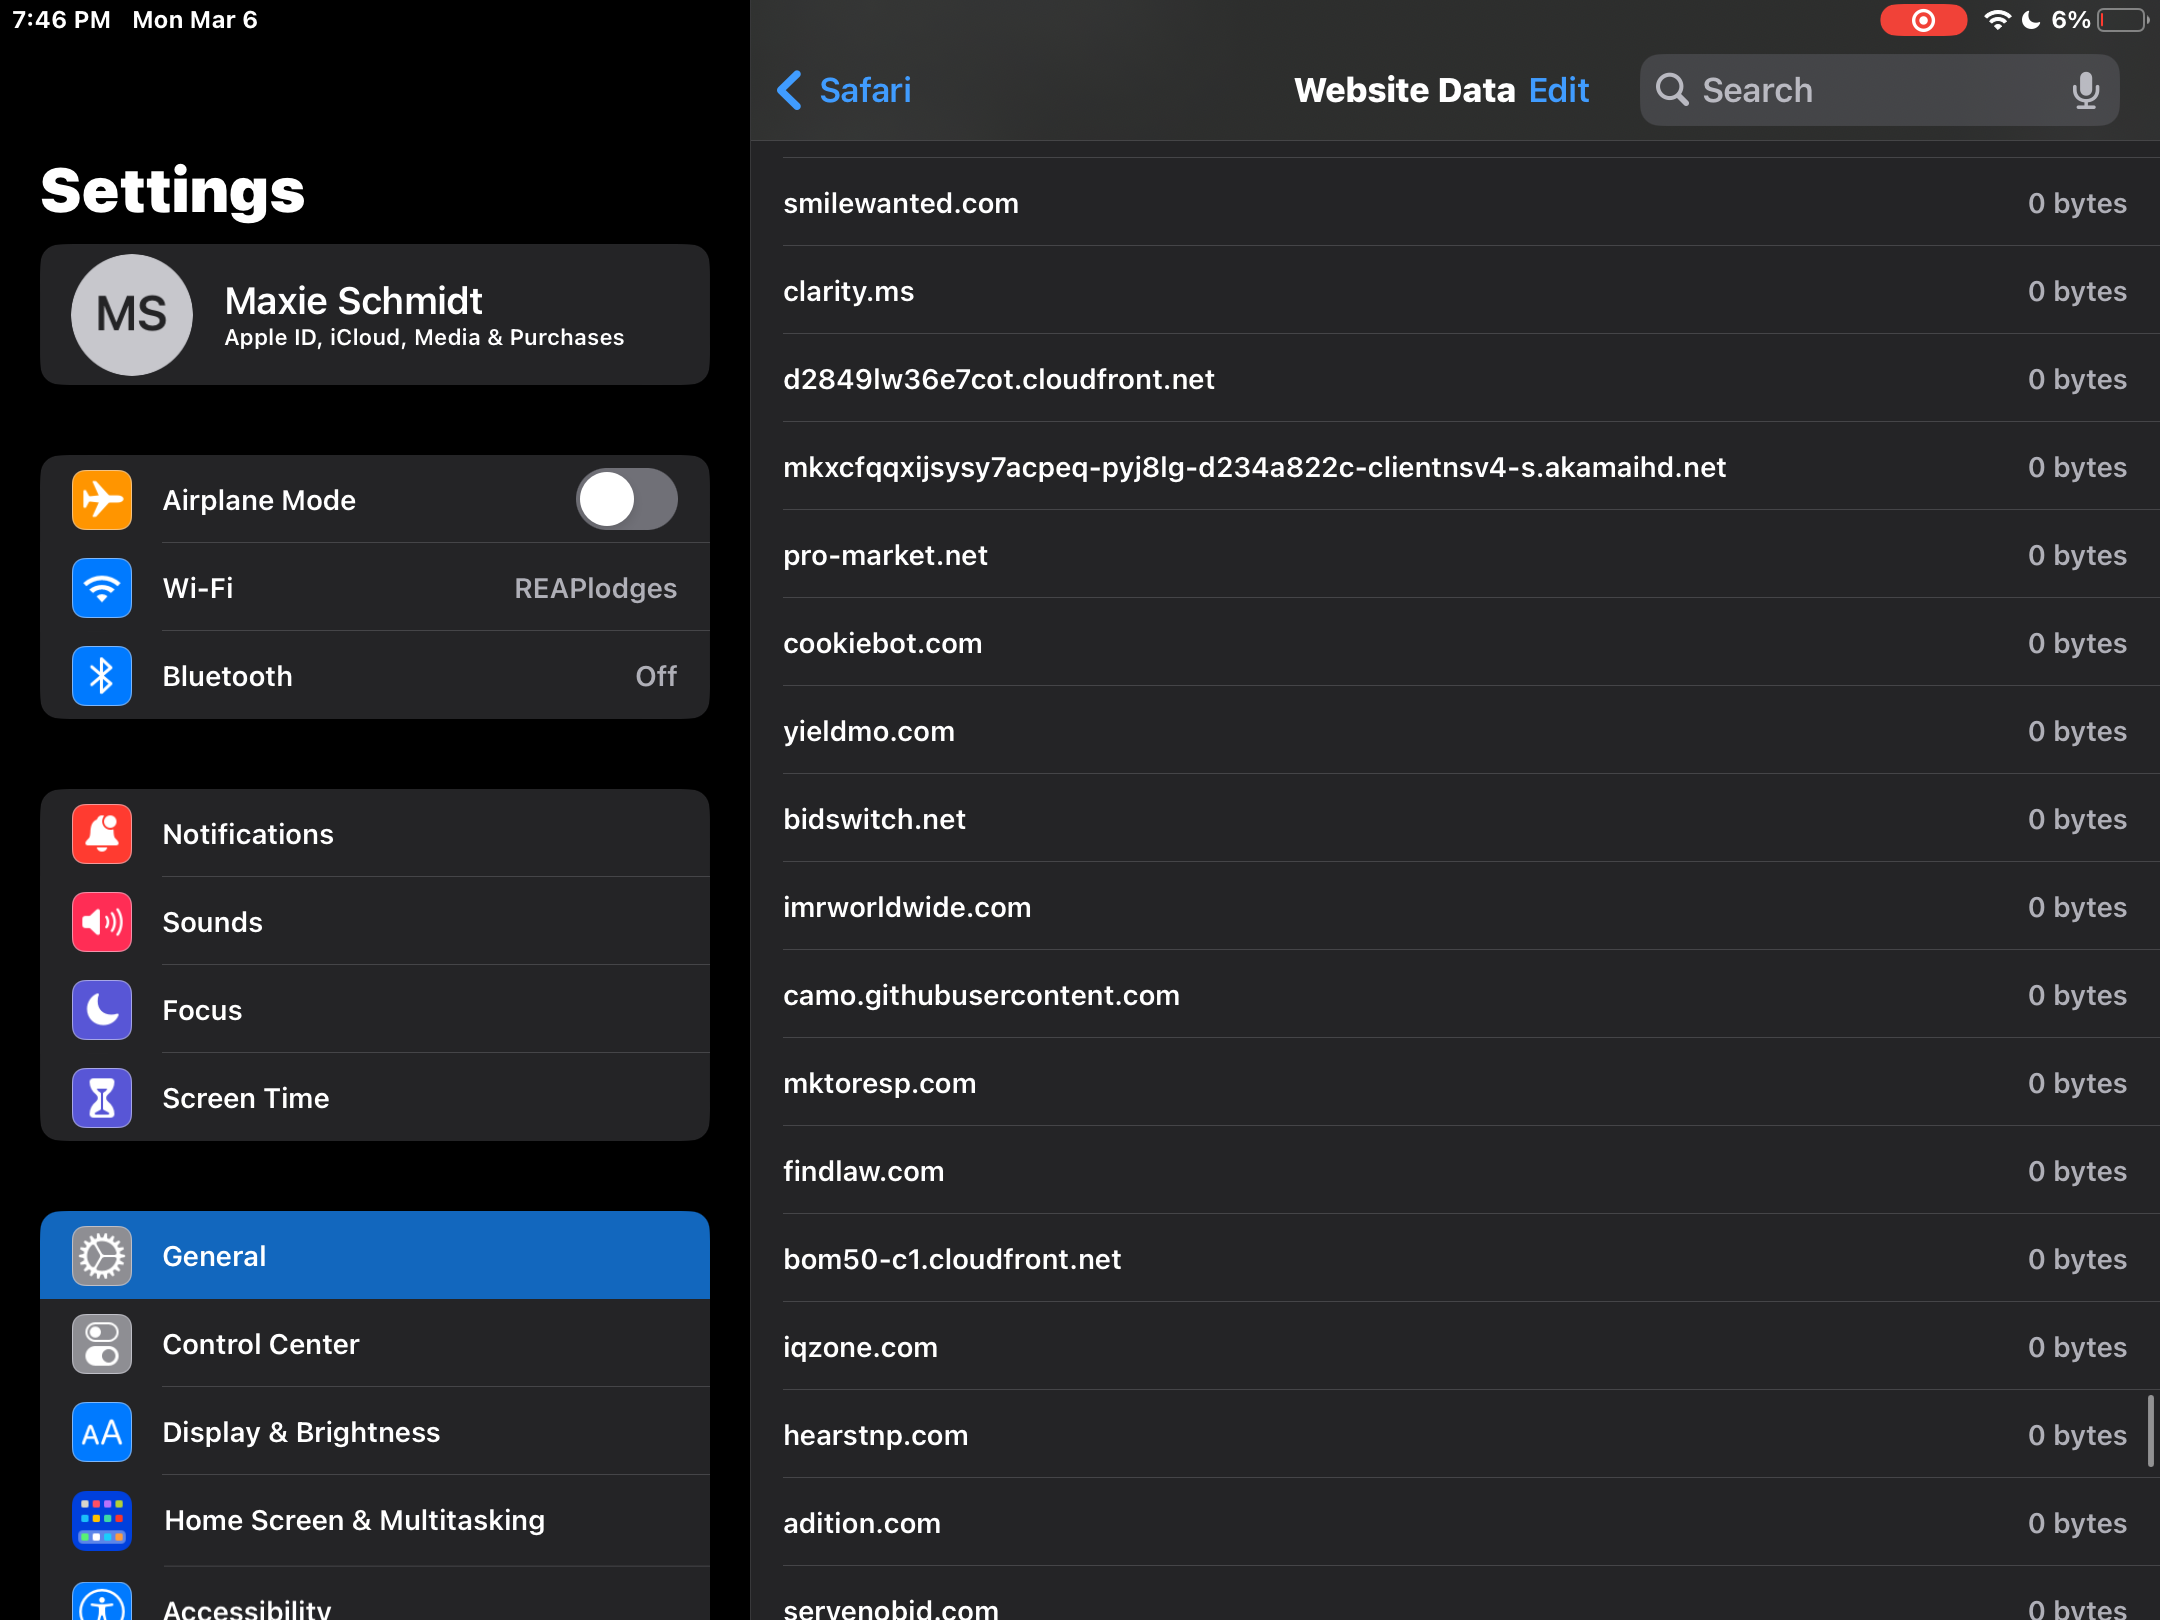 7:46 PM Mon Mar 6
6%
Settings
MS
Maxie Schmidt
Apple ID, iCloud, Media & Purchases
Airplane Mode
Wi-Fi REAPlodges
Bluetooth Off
Notifications
Sounds
Focus
Screen Time
General
Control Center
AA
Display & Brightness
Home Screen & Multitasking
Accessibility
Safari
Website Data Edit
Search
smilewanted.com 0 bytes
clarity.ms 0 bytes
d2849lw36e7cot.cloudfront.net 0 bytes
mkxcfqqxijsysy7acpeq-pyj8lg-d234a822c-clientnsv4-s.akamaihd.net 0 bytes
pro-market.net 0 bytes
cookiebot.com 0 bytes
yieldmo.com 0 bytes
bidswitch.net 0 bytes
imrworldwide.com 0 bytes
camo.githubusercontent.com 0 bytes
mktoresp.com 0 bytes
findlaw.com 0 bytes
bom50-c1.cloudfront.net 0 bytes
iqzone.com 0 bytes
hearstnp.com 0 bytes
adition.com 0 bytes
servenobid.com 0 bytes